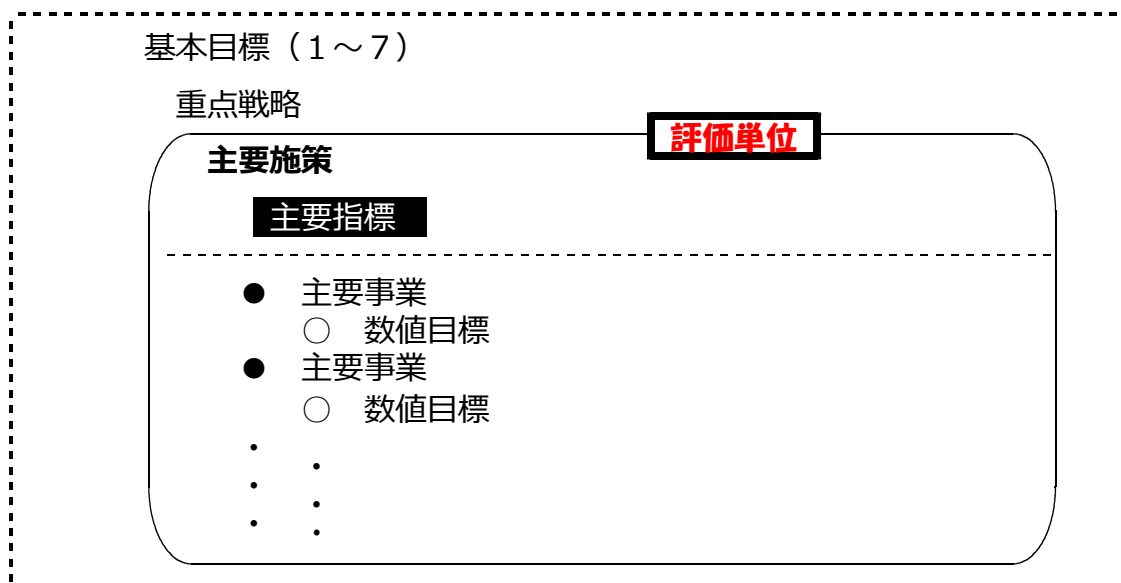 基本目標（１～７）
重点戦略
評価単位
主要施策
主要指標
●　主要事業
○　数値目標
●　主要事業
○　数値目標
・
・
・
・
・
・